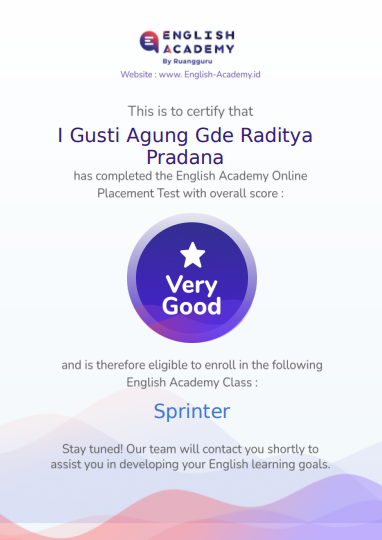 ENGLISH
ACADEMY
By Ruangguru
Website : www. English-Academy.id
This is to certify that
I Gusti Agung Gde Raditya
Pradana
has completed the English Academy Online
Placement Test with overall score :
Very
Good
and is therefore eligible to enroll in the following
English Academy Class :
Sprinter
Stay tuned! Our team will contact you shortly to
assist you in developing your English learning goals.